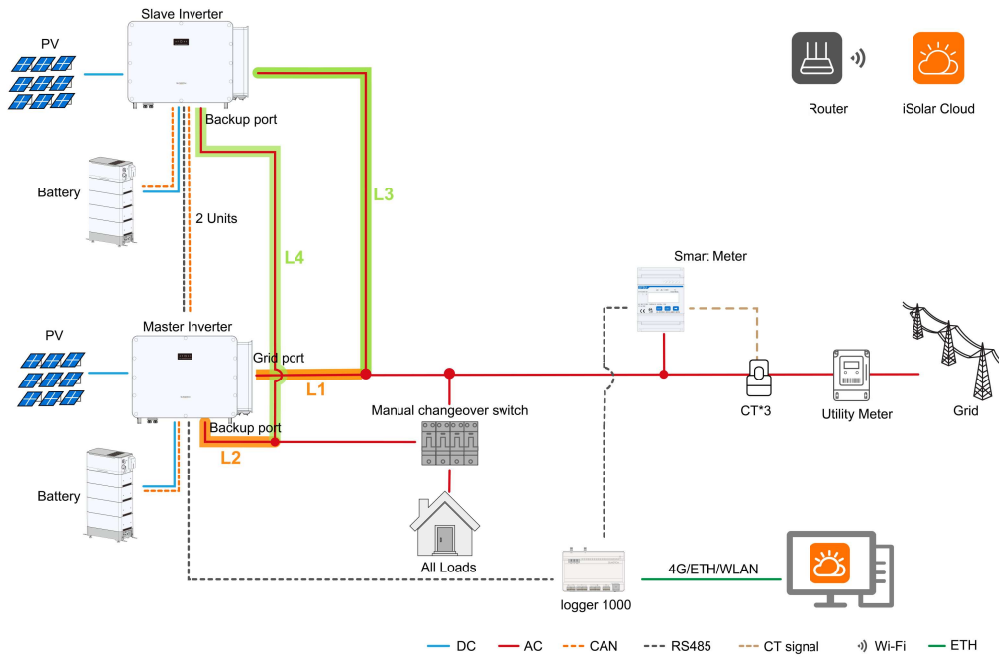 Slave Inverter
PV
Router
iSolar Cloud
Backup port
Battery
L3
2 Units
L4
Smart Meter
Master Inverter
PV
Grid port
L1
Manual changeover switch
CT*3
Utility Meter
Grid
Backup port
L2
Battery
All Loads
4G/ETH/WLAN
logger 1000
DC
AC
CAN
RS485
CT signal
Wi-Fi
ETH